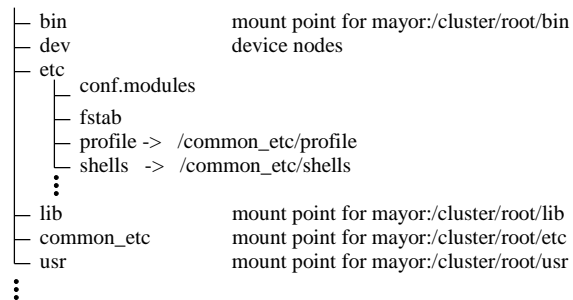 bin mount point for mayor:/cluster/root/bin
dev device nodes
etc
conf.modules
fstab
profile -> /common_etc/profile
shells -> /common_etc/shells
lib mount point for mayor:/cluster/root/lib
common_etc mount point for mayor:/cluster/root/etc
usr mount point for mayor:/cluster/root/usr